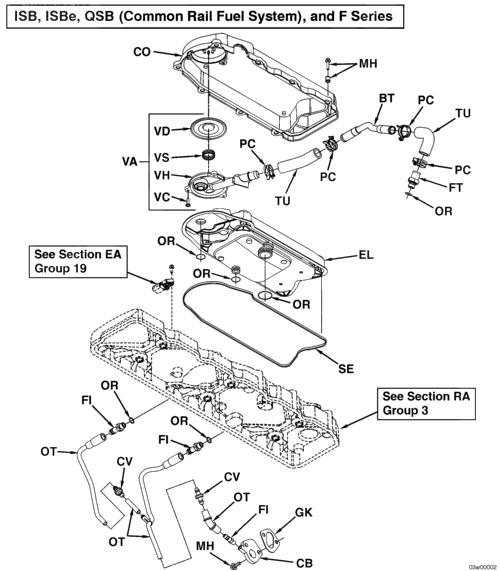 ISB, ISBe, QSB (Common Rail Fuel System), and F Series
CO
MH
BT
PC
TU
VD
VS
VA
VH
VC
PC
TU
PC
PC
FT
OR
OR
EL
See Section EA
Group 19
OR
OR
SE
See Section RA
Group 3
OR
FI
OR
FI
OT
CV
CV
OT
FI
GK
OT
MH
CB
03w00002